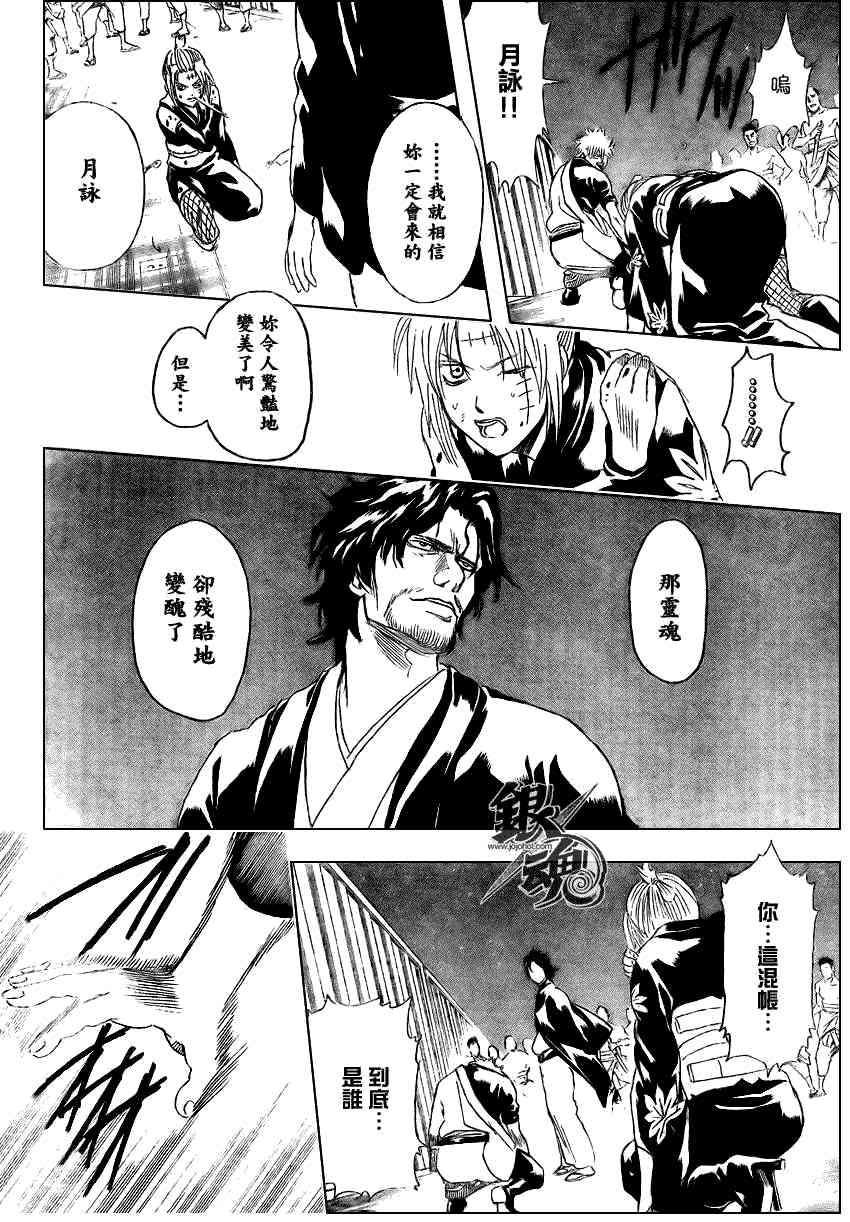 嗚
月詠!!
……我就相信
妳一定會來的
月詠
……!!
妳令人驚豔地
變美了啊
但是…
那靈魂
卻殘酷地
變醜了
銀魂
www.jojohot.com
你…這混帳…
到底…
是誰